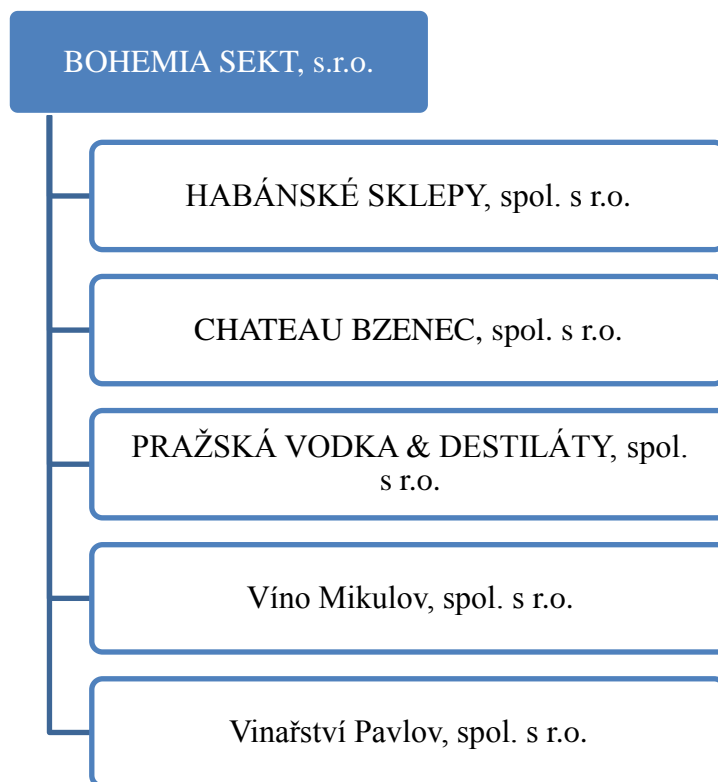 BOHEMIA SEKT, s.r.o.
HABÁNSKÉ SKLEPY, spol. s r.o.
CHATEAU BZENEC, spol. s r.o.
PRAŽSKÁ VODKA & DESTILÁTY, spol.
s r.o.
Víno Mikulov, spol. s r.o.
Vinařství Pavlov, spol. s r.o.